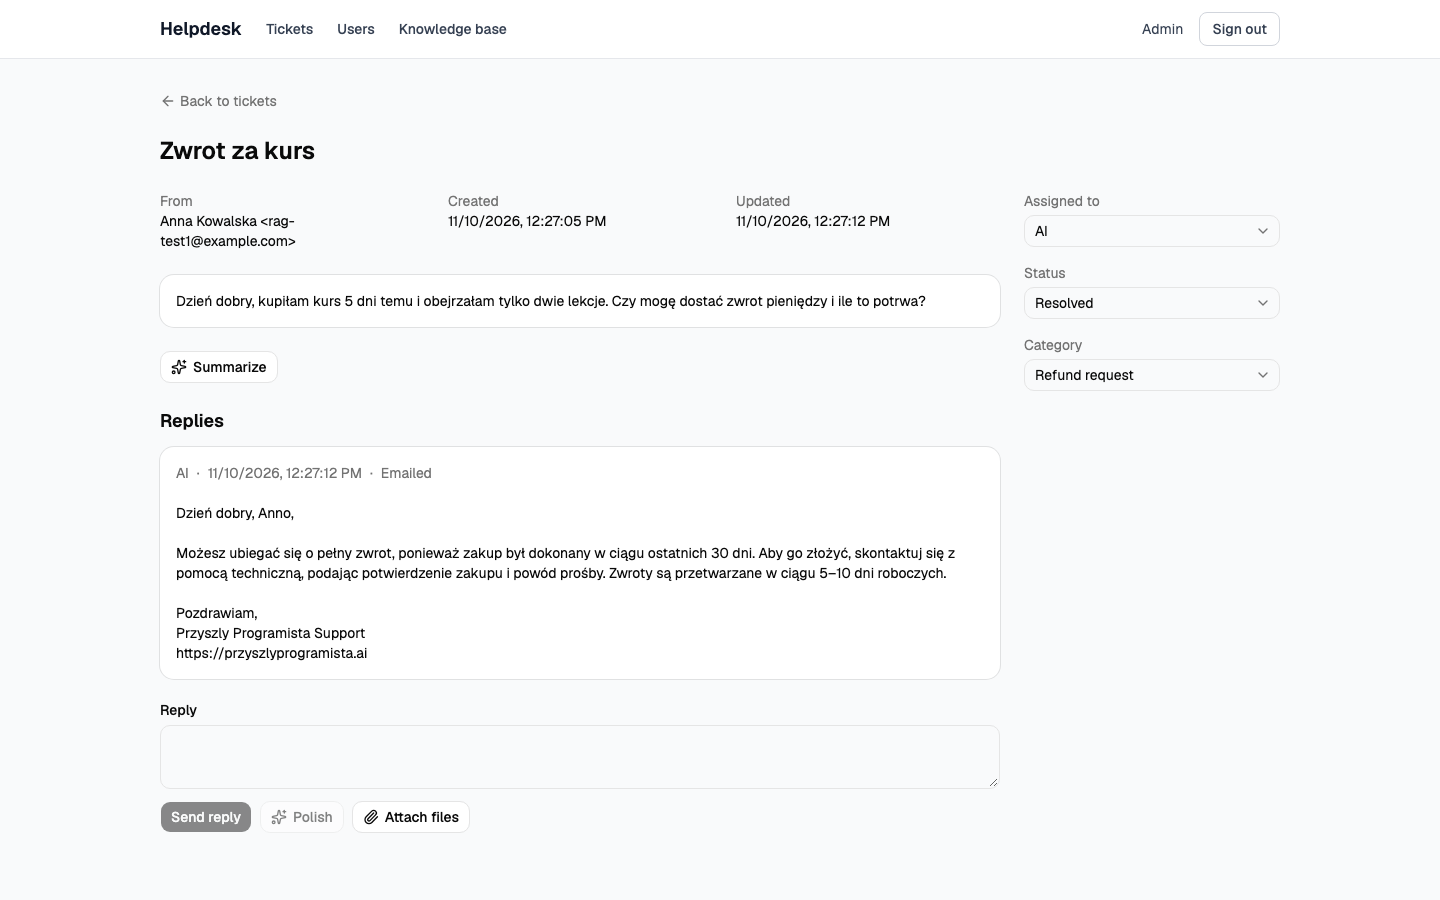 Helpdesk
Tickets
Users
Knowledge base
Admin
Sign out
Back to tickets
Zwrot za kurs
From
Anna Kowalska <rag-
test1@example.com>
Created
11/10/2026, 12:27:05 PM
Updated
11/10/2026, 12:27:12 PM
Assigned to
AI
Status
Resolved
Category
Refund request
Dzień dobry, kupiłam kurs 5 dni temu i obejrzałam tylko dwie lekcje. Czy mogę dostać zwrot pieniędzy i ile to potrwa?
Summarize
Replies
AI · 11/10/2026, 12:27:12 PM · Emailed
Dzień dobry, Anno,
Możesz ubiegać się o pełny zwrot, ponieważ zakup był dokonany w ciągu ostatnich 30 dni. Aby go złożyć, skontaktuj się z
pomocą techniczną, podając potwierdzenie zakupu i powód prośby. Zwroty są przetwarzane w ciągu 5–10 dni roboczych.
Pozdrawiam,
Przyszly Programista Support
https://przyszlyprogramista.ai
Reply
Send reply
Polish
Attach files